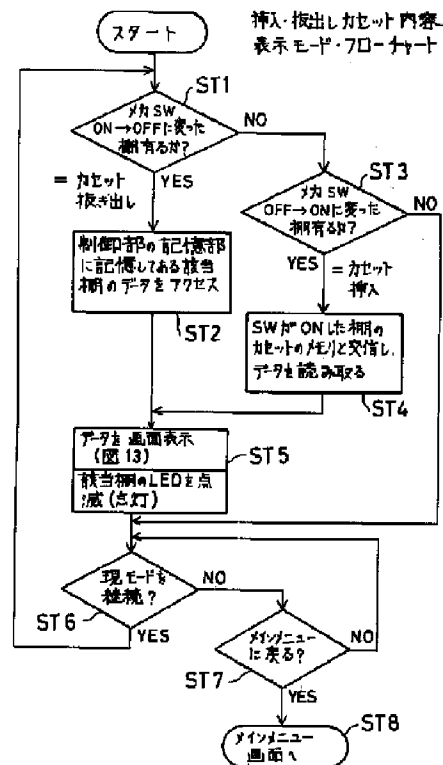 挿入・抜出しカセット内容
表示モード・フローチャート
スタート
ST1
メカSW
ON→OFFに変った
棚有るか?
NO
YES
= カセット
抜き出し
ST3
メカSW
OFF→ONに変った
棚有るか?
NO
YES
= カセット
挿入
制御部の記憶部
に記憶してある該当
棚のデータをアクセス
ST2
SWがONした棚の
カセットのメモリと交信し、
データを読み取る
ST4
データを画面表示
(図13)
ST5
該当棚のLEDを点
滅(点灯)
現モードを
継続?
NO
ST6
YES
メインメニュー
に戻る?
NO
ST7
YES
ST8
メインメニュー
画面へ